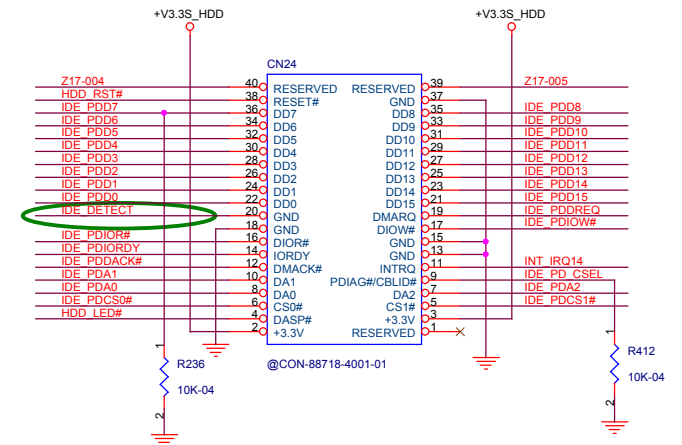 +V3.3S_HDD +V3.3S_HDD
CN24
Z17-004 40 RESERVED RESERVED 39 Z17-005
HDD_RST# 38 RESET# GND 37
IDE_PDD7 36 DD7 DD8 35 IDE_PDD8
IDE_PDD6 34 DD6 DD9 33 IDE_PDD9
IDE_PDD5 32 DD5 DD10 31 IDE_PDD10
IDE_PDD4 30 DD4 DD11 29 IDE_PDD11
IDE_PDD3 28 DD3 DD12 27 IDE_PDD12
IDE_PDD2 26 DD2 DD13 25 IDE_PDD13
IDE_PDD1 24 DD1 DD14 23 IDE_PDD14
IDE_PDD0 22 DD0 DD15 21 IDE_PDD15
IDE_DETECT 20 GND DMARQ 19 IDE_PDDREQ
18 GND DIOW# 17 IDE_PDIOW#
IDE_PDIOR# 16 DIOR# GND 15
IDE_PDIORDY 14 IORDY GND 13
IDE_PDDACK# 12 DMACK# INTRQ 11 INT_IRQ14
IDE_PDA1 10 DA1 PDIAG#/CBLID# 9 IDE_PD_CSEL
IDE_PDA0 8 DA0 DA2 7 IDE_PDA2
IDE_PDCS0# 6 CS0# CS1# 5 IDE_PDCS1#
HDD_LED# 4 DASP# +3.3V 3
2 +3.3V RESERVED 1
1 R236 10K-04 2
@CON-88718-4001-01
1 R412 10K-04 2